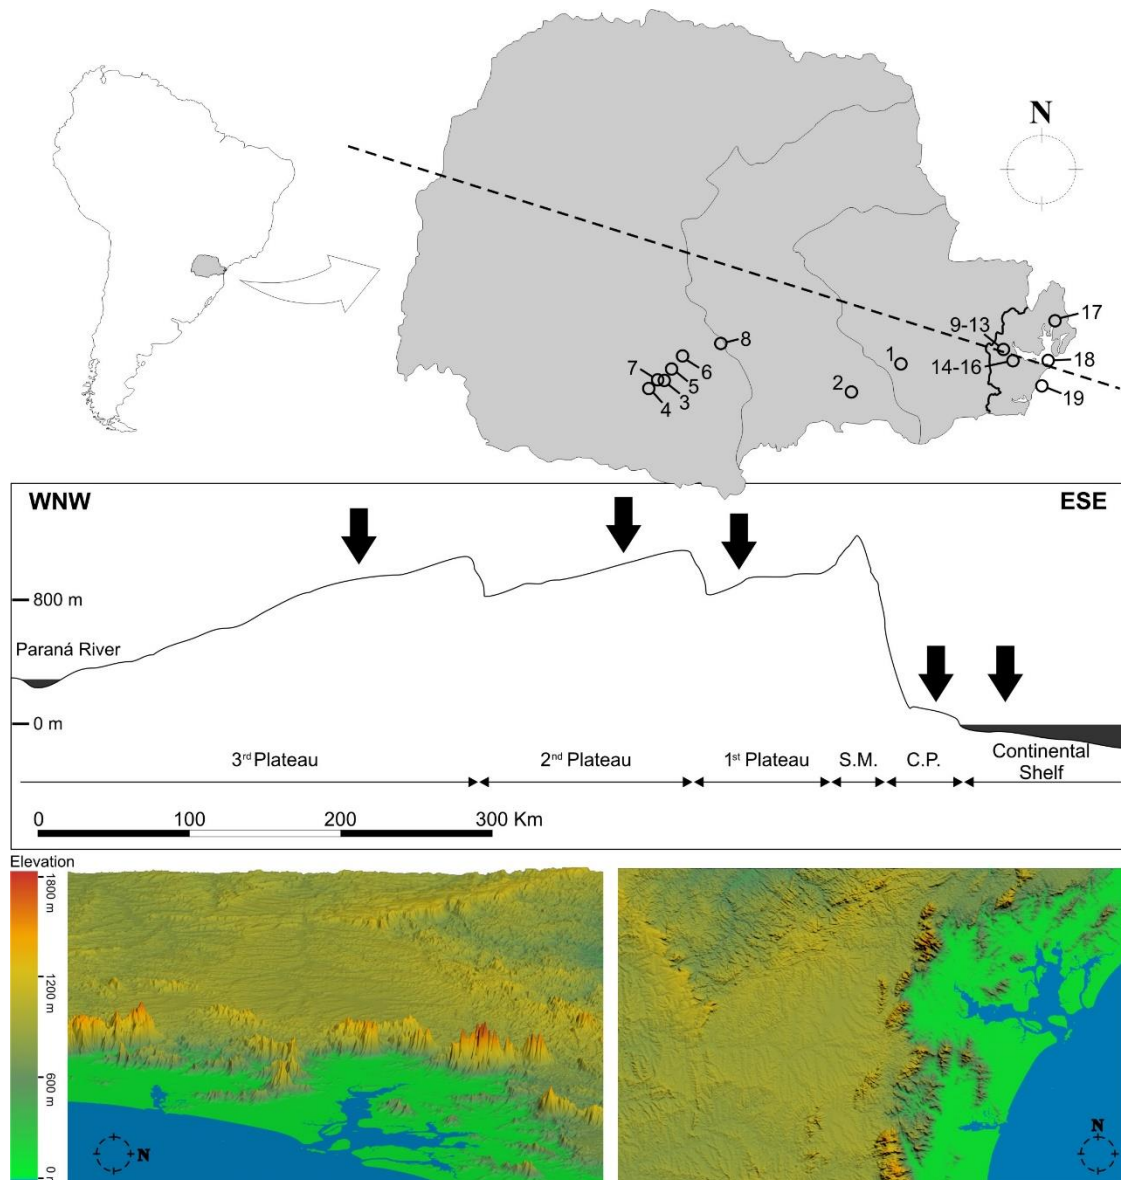 N
17
9-13
8
1
18
14-16
6
7
5
2
19
3
4
WNW
ESE
800 m
Paraná River
0 m
3rd Plateau
2nd Plateau
1st Plateau
S.M.
C.P.
Continental
Shelf
0
100
200
300 Km
Elevation
1800 m
1200 m
600 m
N
N